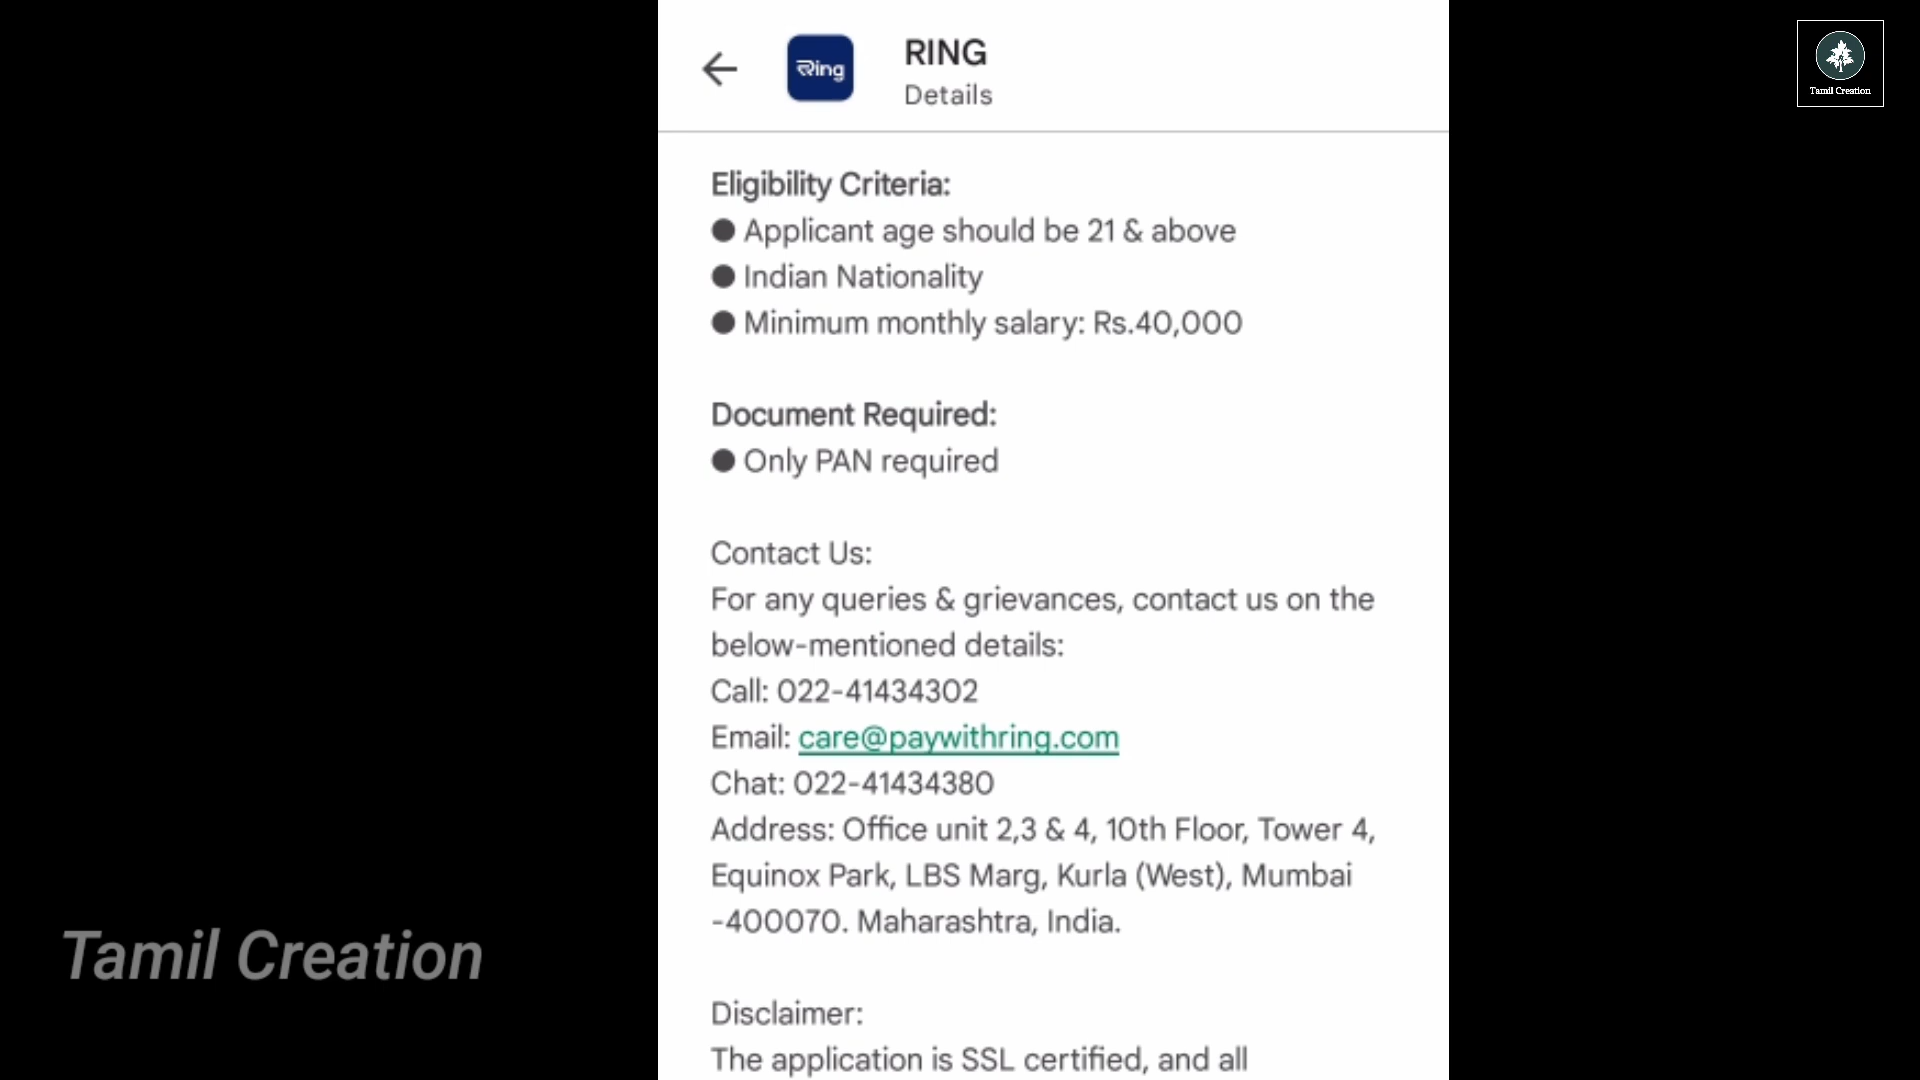 Ring
RING
Details
Tamil Creation
Eligibility Criteria:
● Applicant age should be 21 & above
● Indian Nationality
● Minimum monthly salary: Rs.40,000
Document Required:
● Only PAN required
Contact Us:
For any queries & grievances, contact us on the
below-mentioned details:
Call: 022-41434302
Email: care@paywithring.com
Chat: 022-41434380
Address: Office unit 2,3 & 4, 10th Floor, Tower 4,
Equinox Park, LBS Marg, Kurla (West), Mumbai
-400070. Maharashtra, India.
Tamil Creation
Disclaimer:
The application is SSL certified, and all